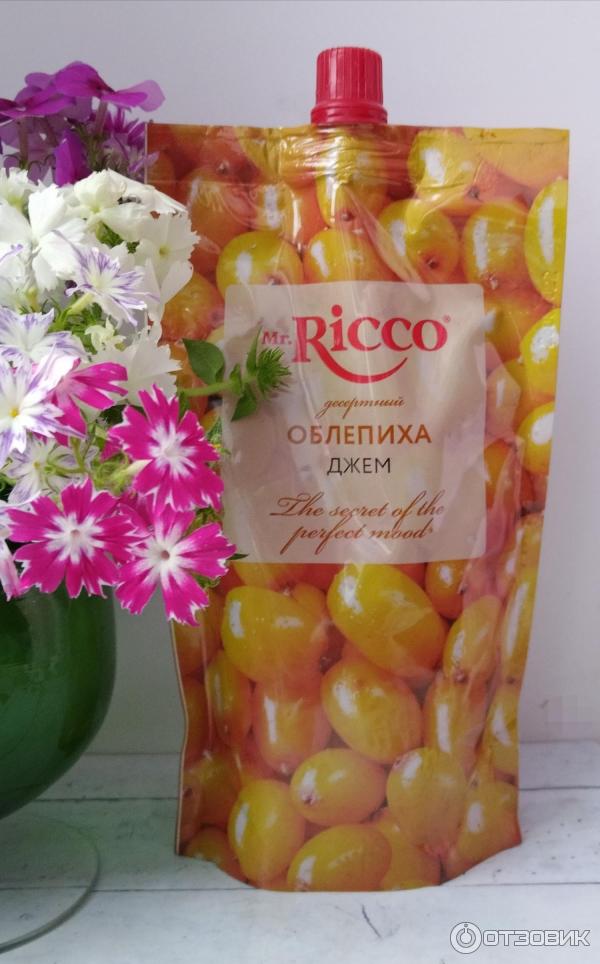 Mr. Ricco®
десертный
ОБЛЕПИХА
ДЖЕМ
The secret of the
perfect mood®
ОТЗОВИК